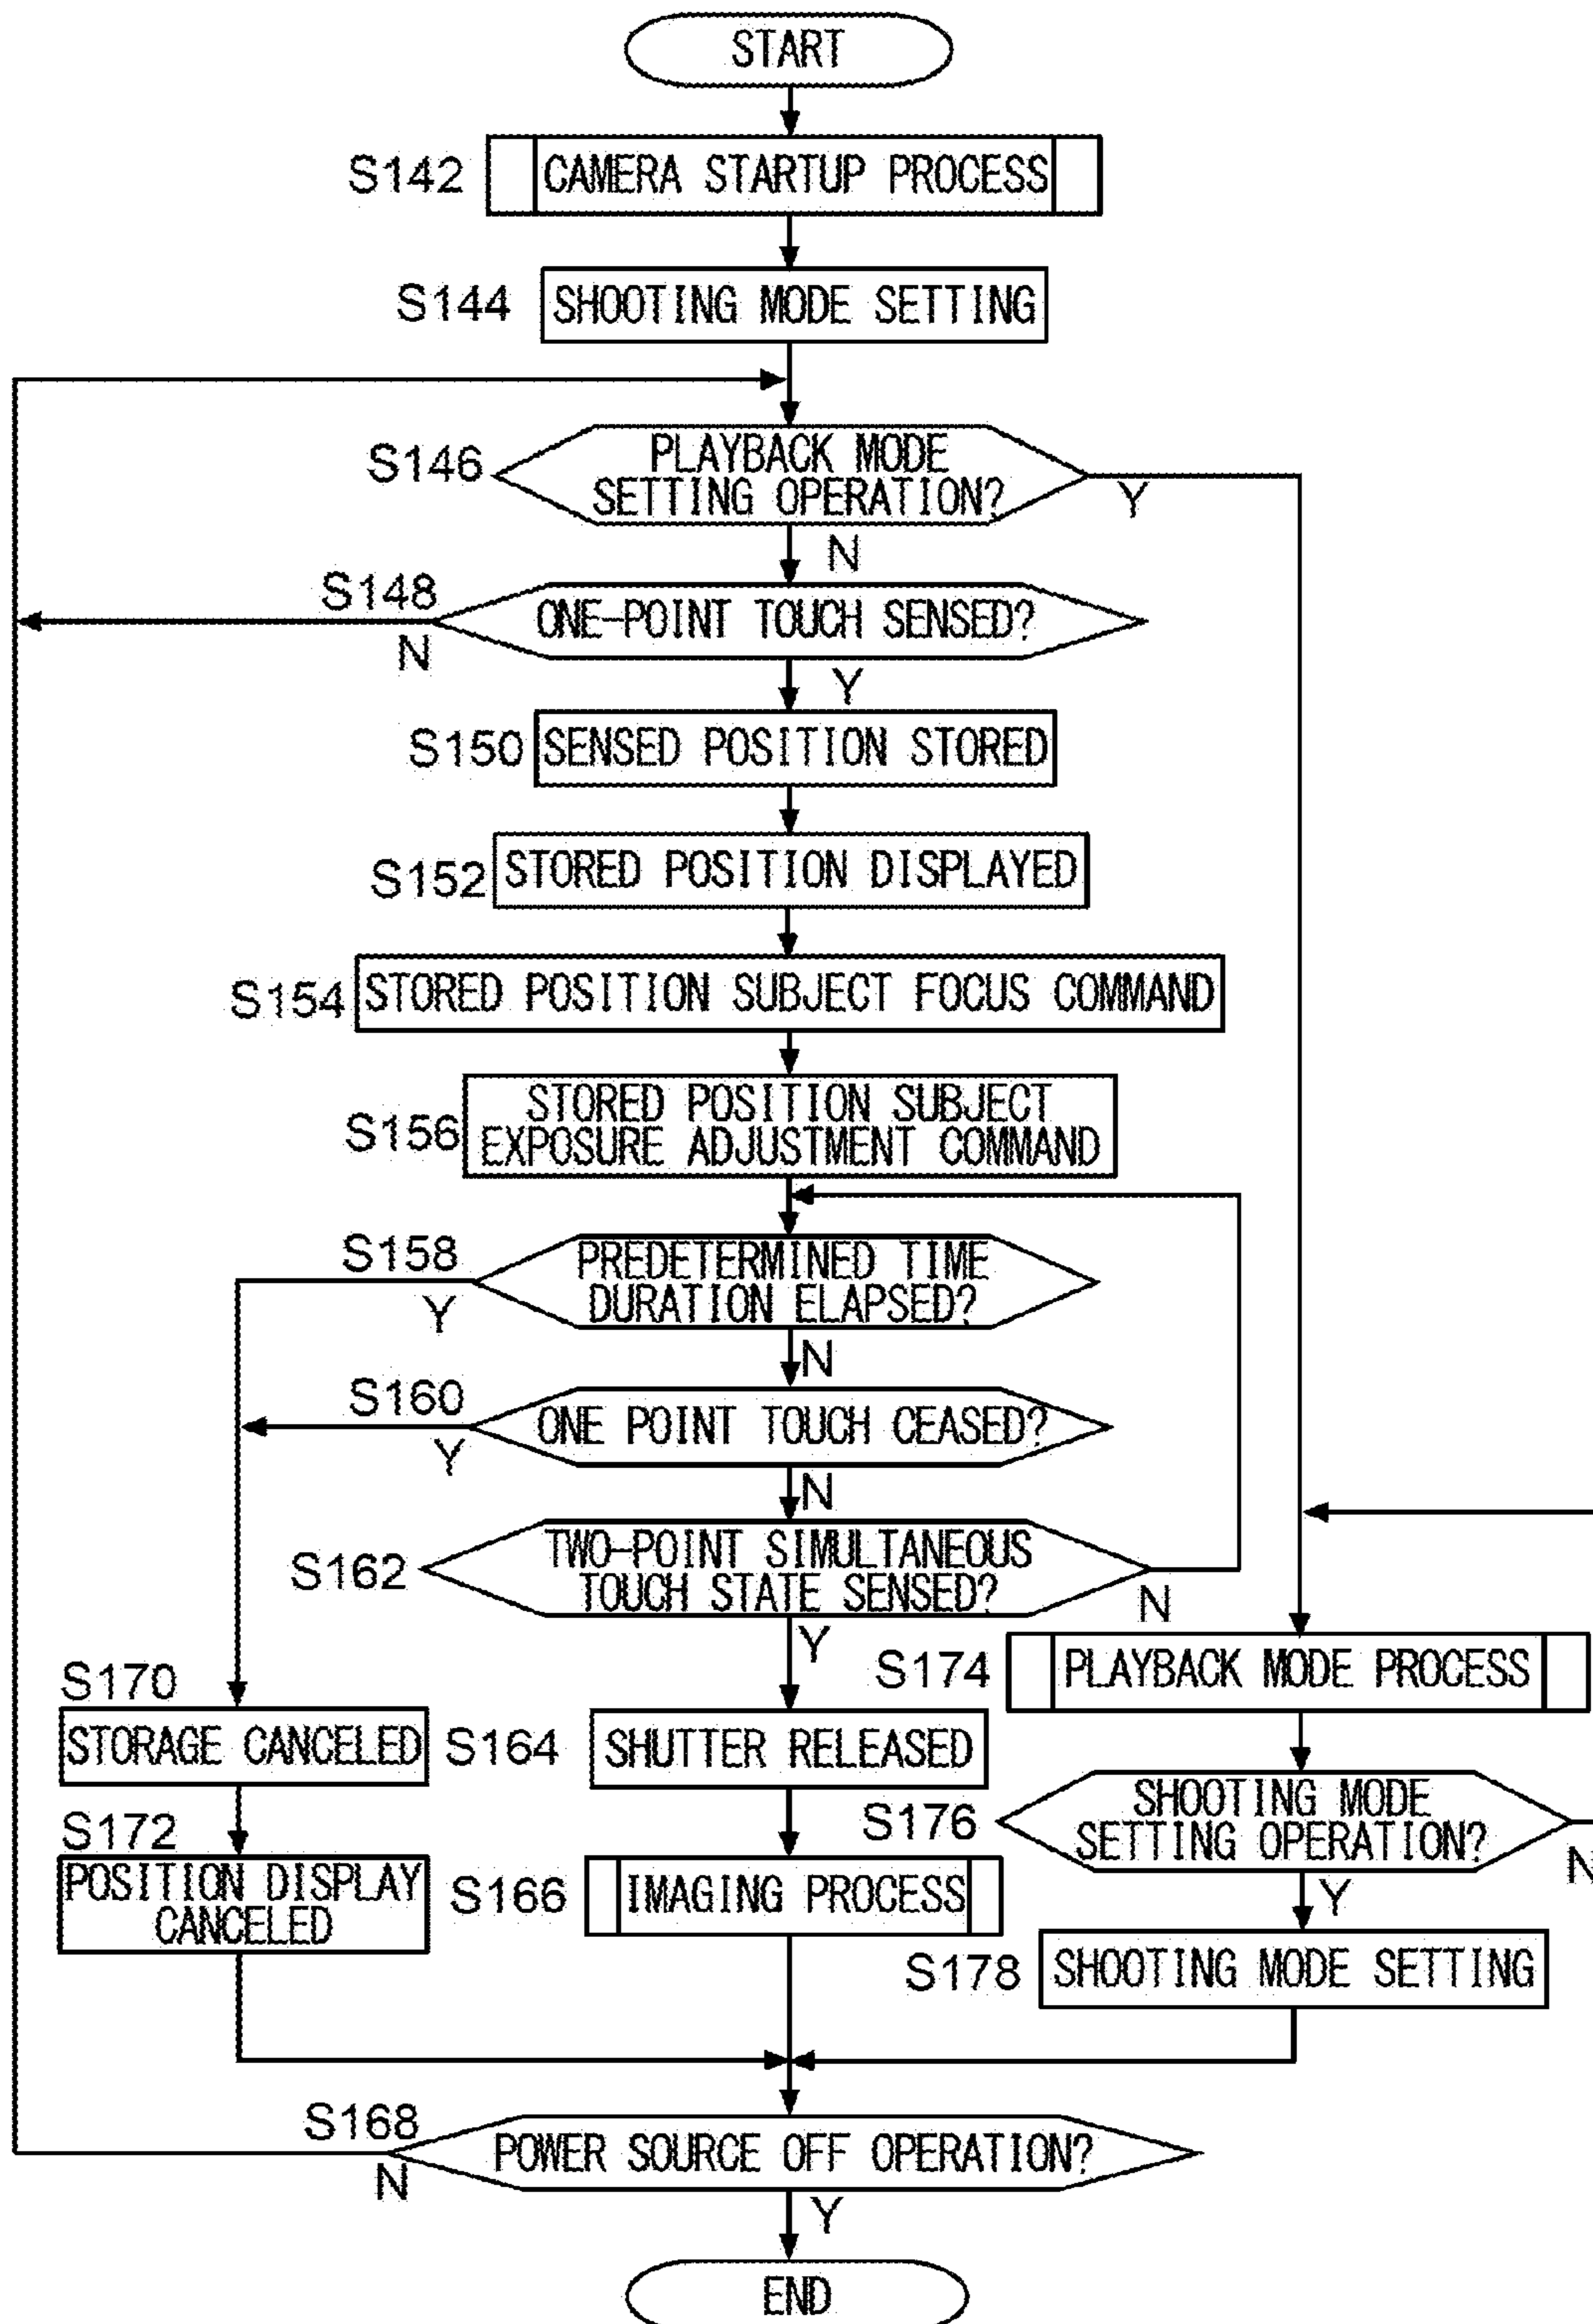 START
S142
CAMERA STARTUP PROCESS
S144
SHOOTING MODE SETTING
S146
PLAYBACK MODE
SETTING OPERATION?
Y
N
S148
ONE-POINT TOUCH SENSED?
N
Y
S150
SENSED POSITION STORED
S152
STORED POSITION DISPLAYED
S154
STORED POSITION SUBJECT FOCUS COMMAND
S156
STORED POSITION SUBJECT
EXPOSURE ADJUSTMENT COMMAND
S158
PREDETERMINED TIME
DURATION ELAPSED?
Y
N
S160
ONE POINT TOUCH CEASED?
Y
N
S162
TWO-POINT SIMULTANEOUS
TOUCH STATE SENSED?
N
Y
S170
STORAGE CANCELED
S172
POSITION DISPLAY
CANCELED
S164
SHUTTER RELEASED
S166
IMAGING PROCESS
S174
PLAYBACK MODE PROCESS
S176
SHOOTING MODE
SETTING OPERATION?
N
Y
S178
SHOOTING MODE SETTING
S168
POWER SOURCE OFF OPERATION?
N
Y
END